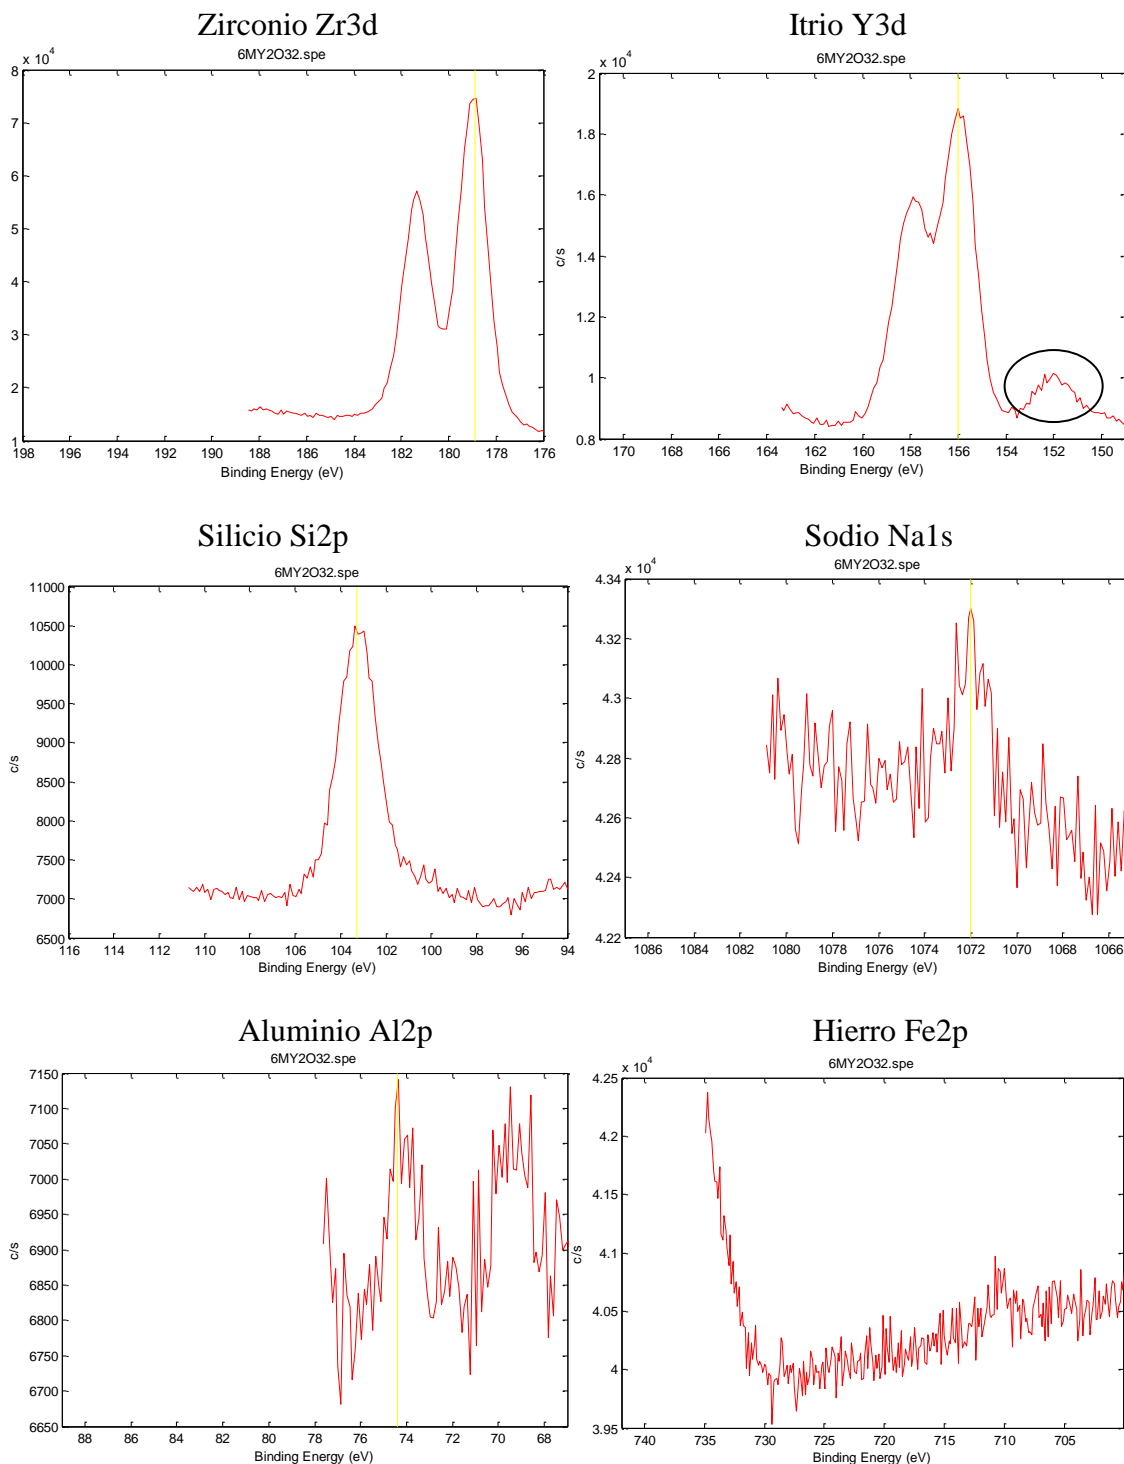 Zirconio Zr3d
6MY2O32.spe
x 10⁴
8
7
6
5
4
3
2
1
198 196 194 192 190 188 186 184 182 180 178 176
Binding Energy (eV)
Itrio Y3d
6MY2O32.spe
x 10⁴
2
1.8
1.6
1.4
1.2
1
0.8
c/s
170 168 166 164 162 160 158 156 154 152 150
Binding Energy (eV)
Silicio Si2p
6MY2O32.spe
11000
10500
10000
9500
9000
8500
8000
7500
7000
6500
c/s
116 114 112 110 108 106 104 102 100 98 96 94
Binding Energy (eV)
Sodio Na1s
6MY2O32.spe
x 10⁴
4.34
4.32
4.3
4.28
4.26
4.24
4.22
c/s
1086 1084 1082 1080 1078 1076 1074 1072 1070 1068 1066
Binding Energy (eV)
Aluminio Al2p
6MY2O32.spe
7150
7100
7050
7000
6950
6900
6850
6800
6750
6700
6650
c/s
88 86 84 82 80 78 76 74 72 70 68
Binding Energy (eV)
Hierro Fe2p
6MY2O32.spe
x 10⁴
4.25
4.2
4.15
4.1
4.05
4
3.95
c/s
740 735 730 725 720 715 710 705
Binding Energy (eV)